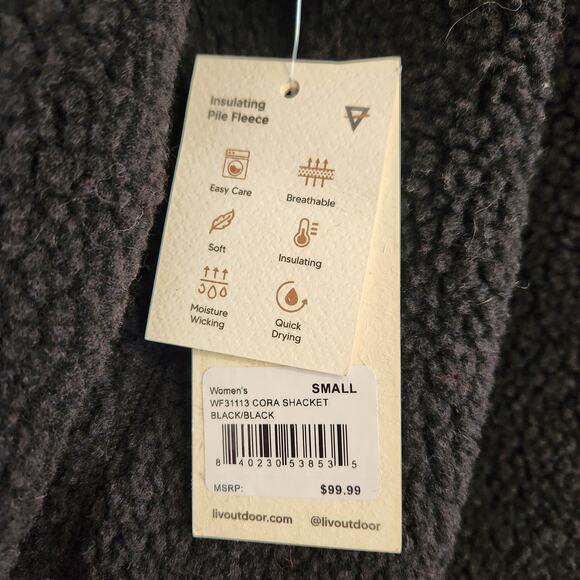 Insulating
Pile Fleece
Easy Care
Breathable
Soft
Insulating
Moisture
Wicking
Quick
Drying
Women's SMALL
WF31113 CORA SHACKET
BLACK/BLACK
8 40230 53853 5
MSRP: $99.99
livoutdoor.com @livoutdoor